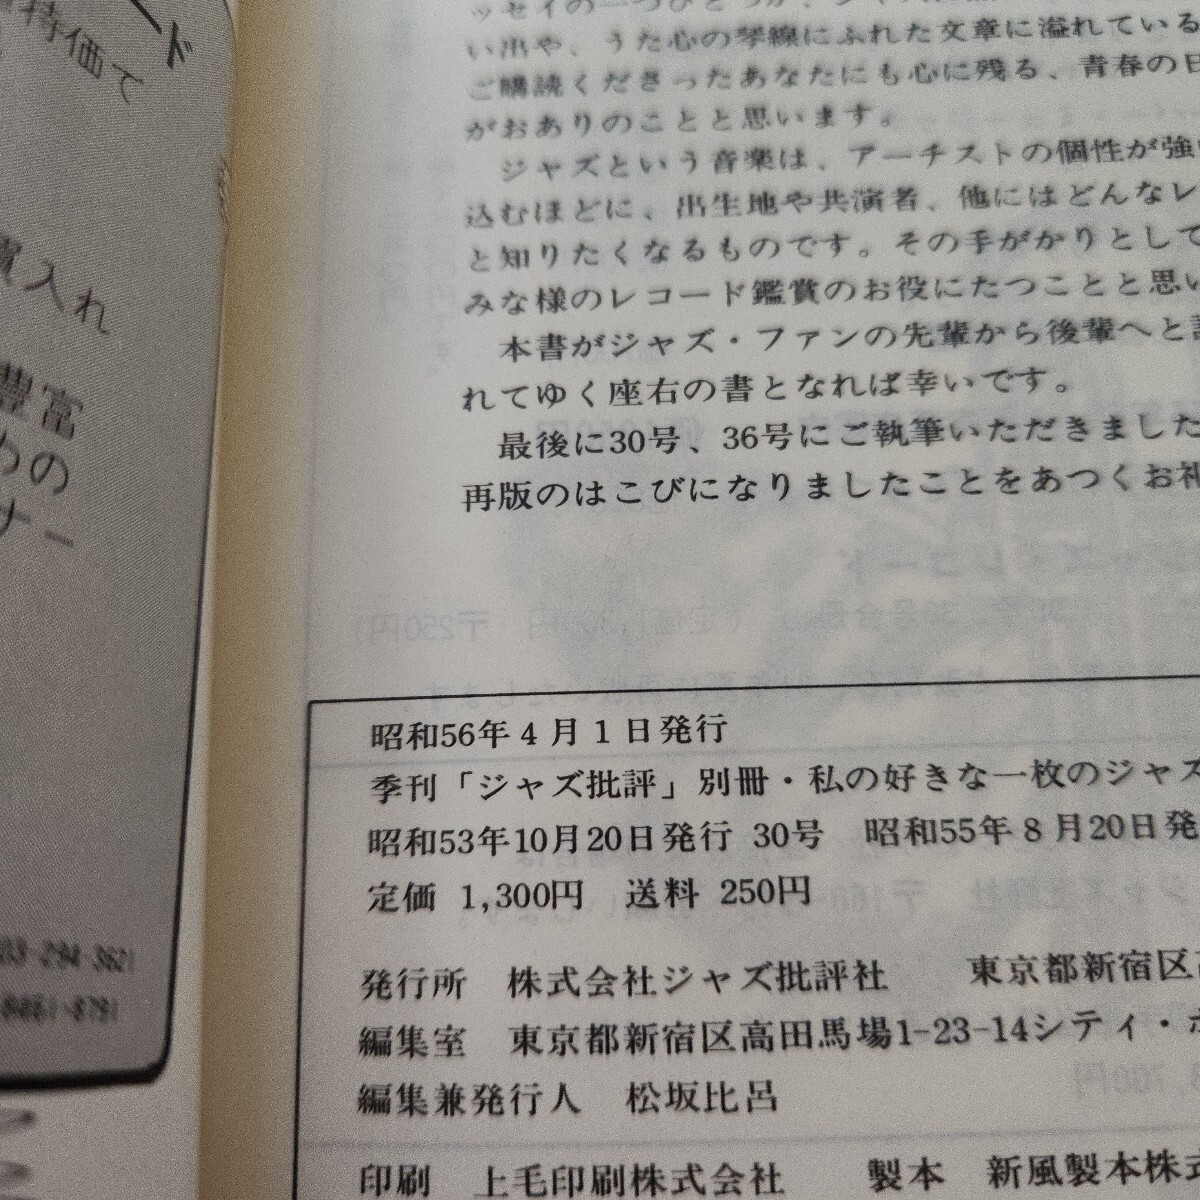 ード
特価で
買入れ
豊富
わの
ナー
03-294-3621
い出や、うた心の琴線にふれた文章に溢れている
ご購読くださったあなたにも心に残る、青春の日
がおありのことと思います。
ジャズという音楽は、アーチストの個性が強
込むほどに、出生地や共演者、他にはどんなレ
と知りたくなるものです。その手がかりとして
みな様のレコード鑑賞のお役にたつことと思い
本書がジャズ・ファンの先輩から後輩へと
れてゆく座右の書となれば幸いです。
最後に30号、36号にご執筆いただきました
再版のはこびになりましたことをあつくお礼
昭和56年4月1日発行
季刊「ジャズ批評」別冊・私の好きな一枚のジャズ
昭和53年10月20日発行 30号 昭和55年8月20日発
定価 1,300円 送料 250円
発行所 株式会社ジャズ批評社 東京都新宿区高
編集室 東京都新宿区高田馬場1-23-14シティ・
編集兼発行人 松坂比呂
印刷 上毛印刷株式会社 製本 新風製本株式